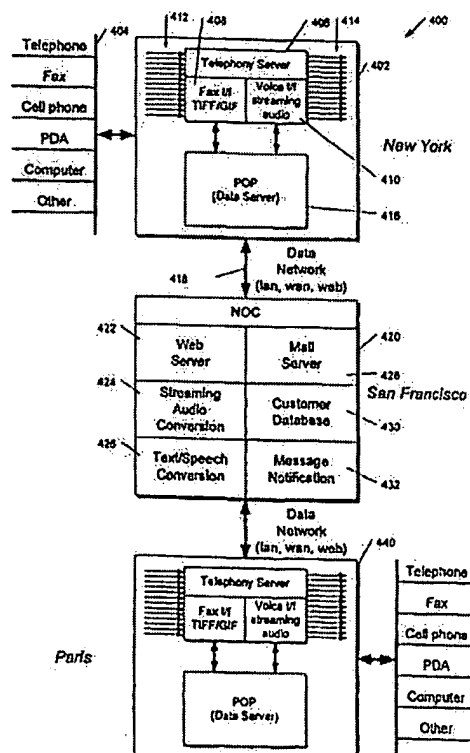 412
408
406
414
400
404
402
Telephone
Fax
Cell phone
PDA
Computer
Other
Telephony Server
Fax I/I
TIFF/GIF
Voice I/I
streaming
audio
New York
410
POP
(Data Server)
416
418
Data
Network
(lan, wan, web)
NOC
422
Web
Server
Mail
Server
420
428
424
Streaming
Audio
Conversion
Customer
Database
San Francisco
430
426
Text/Speech
Conversion
Message
Notification
432
Data
Network
(lan, wan, web)
440
Telephony Server
Fax I/I
TIFF/GIF
Voice I/I
streaming
audio
Paris
POP
(Data Server)
Telephone
Fax
Cell phone
PDA
Computer
Other